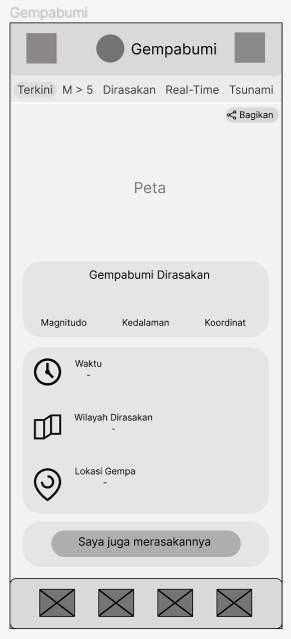 Gempabumi
Gempabumi
Terkini M > 5 Dirasakan Real-Time Tsunami
Bagikan
Peta
Gempabumi Dirasakan
Magnitudo Kedalaman Koordinat
Waktu
-
Wilayah Dirasakan
-
Lokasi Gempa
-
Saya juga merasakannya